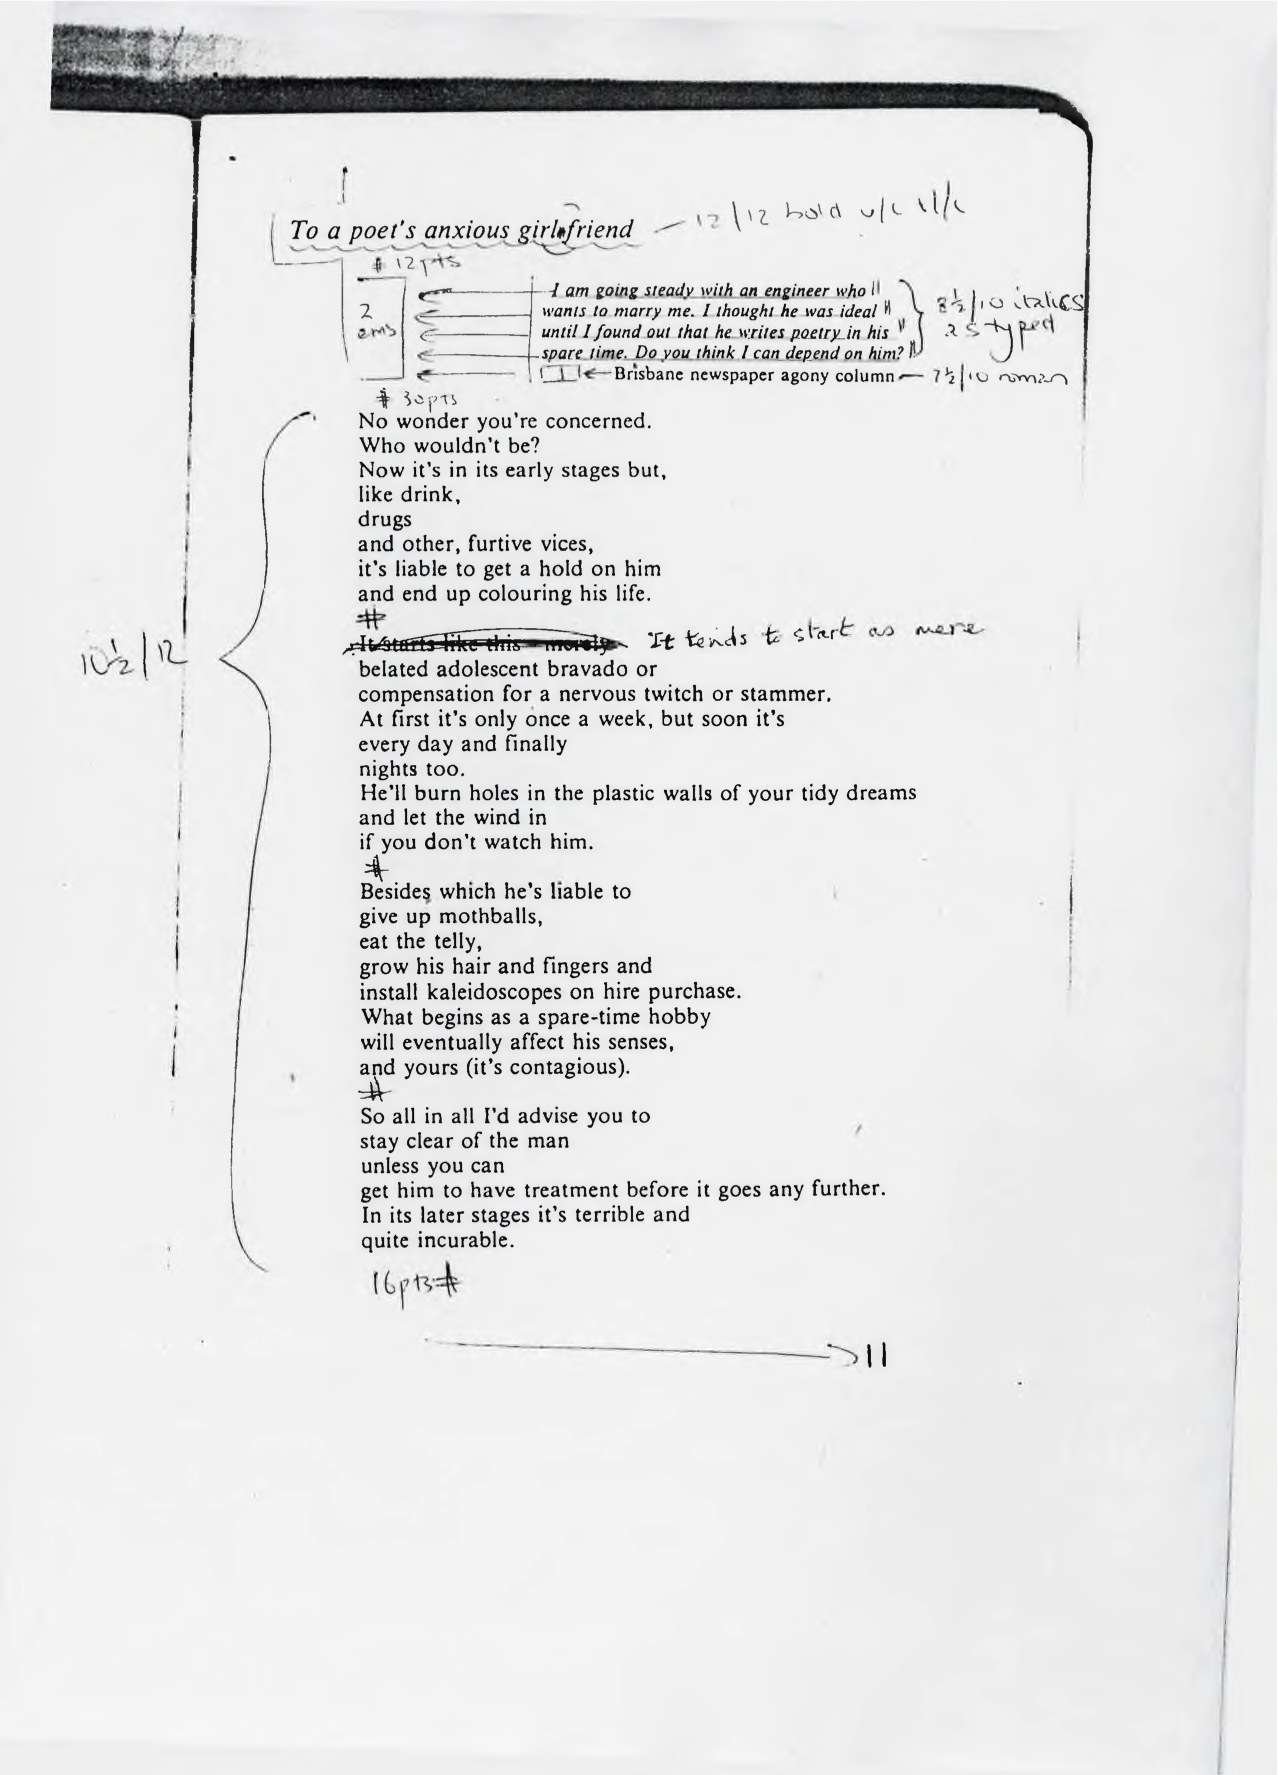 To a poet's anxious girlfriend — 12/12 bold u/c & l/c
# 12pts
I am going steady with an engineer who
wants to marry me. I thought he was ideal
until I found out that he writes poetry in his
spare time. Do you think I can depend on him?
8½/10 italics
as typed
2
ems
Brisbane newspaper agony column — 7½/10 roman
# 30pts
No wonder you're concerned.
Who wouldn't be?
Now it's in its early stages but,
like drink,
drugs
and other, furtive vices,
it's liable to get a hold on him
and end up colouring his life.
#
It starts like this – merely It tends to start as mere
10½/12
belated adolescent bravado or
compensation for a nervous twitch or stammer.
At first it's only once a week, but soon it's
every day and finally
nights too.
He'll burn holes in the plastic walls of your tidy dreams
and let the wind in
if you don't watch him.
#
Besides which he's liable to
give up mothballs,
eat the telly,
grow his hair and fingers and
install kaleidoscopes on hire purchase.
What begins as a spare-time hobby
will eventually affect his senses,
and yours (it's contagious).
#
So all in all I'd advise you to
stay clear of the man
unless you can
get him to have treatment before it goes any further.
In its later stages it's terrible and
quite incurable.
16pts #
11